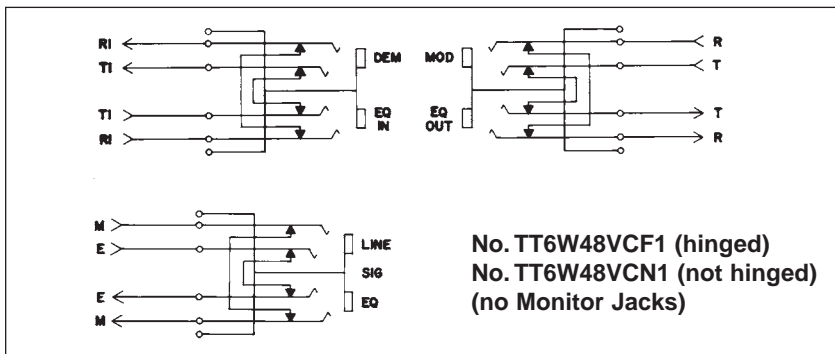 RI
TI
TI
RI
DEM
EQ
IN
MOD
EQ
OUT
R
T
T
R
M
E
E
M
LINE
SIG
EQ
No. TT6W48VCF1 (hinged)
No. TT6W48VCN1 (not hinged)
(no Monitor Jacks)